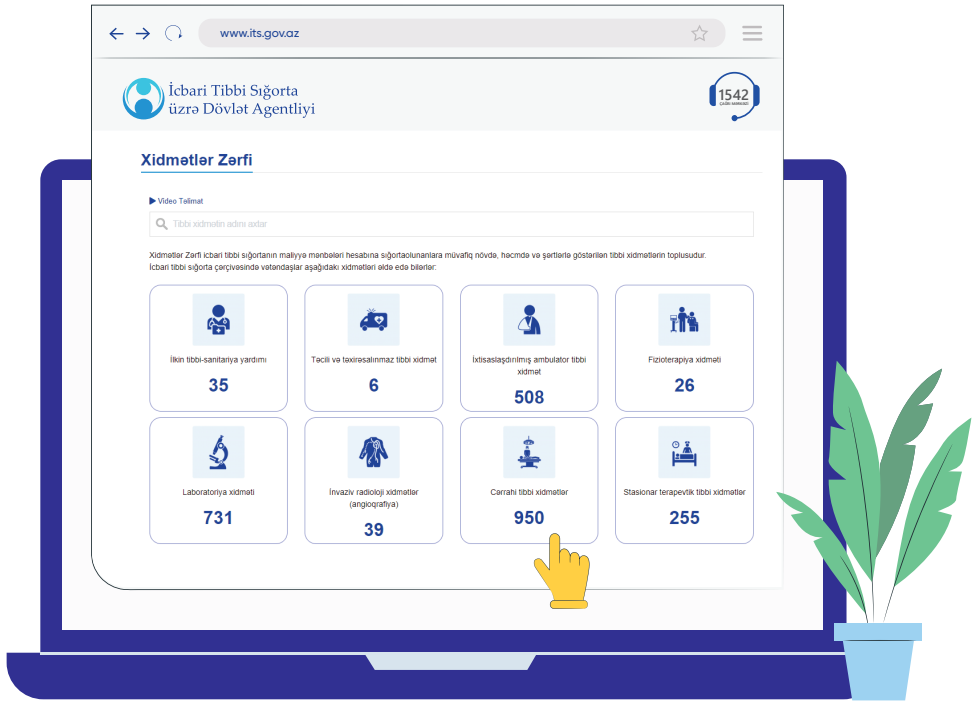 www.its.gov.az
İcbari Tibbi Sığorta
üzrə Dövlət Agentliyi
1542
ÇAĞRI MƏRKƏZİ
Xidmətlər Zərfi
Video Təlimat
Tibbi xidmətin adını axtar
Xidmətlər Zərfi icbari tibbi sığortanın maliyyə mənbələri hesabına sığortaolunanlara müvafiq növdə, həcmdə və şərtlərlə göstərilən tibbi xidmətlərin toplusudur.
İcbari tibbi sığorta çərçivəsində vətəndaşlar aşağıdakı xidmətləri əldə edə bilərlər:
İlkin tibbi-sanitariya yardımı
35
Təcili və təxirəsalınmaz tibbi xidmət
6
İxtisaslaşdırılmış ambulator tibbi
xidmət
508
Fizioterapiya xidməti
26
Laboratoriya xidməti
731
İnvaziv radioloji xidmətlər
(angioqrafiya)
39
Cərrahi tibbi xidmətlər
950
Stasionar terapevtik tibbi xidmətlər
255